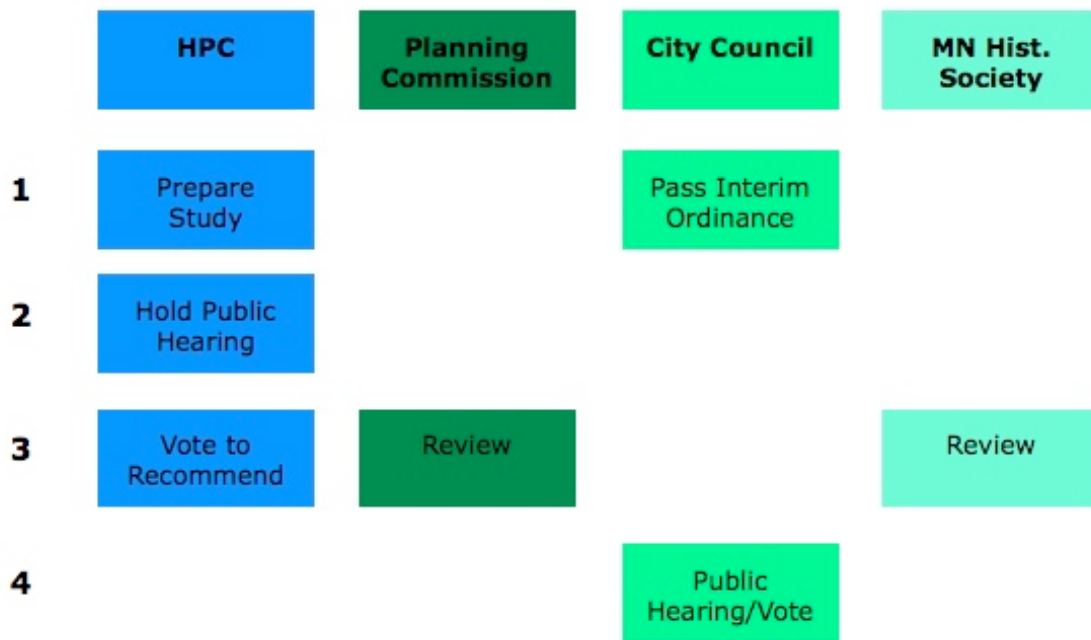 HPC
Planning
Commission
City Council
MN Hist.
Society
1
Prepare
Study
Pass Interim
Ordinance
2
Hold Public
Hearing
3
Vote to
Recommend
Review
Review
4
Public
Hearing/Vote